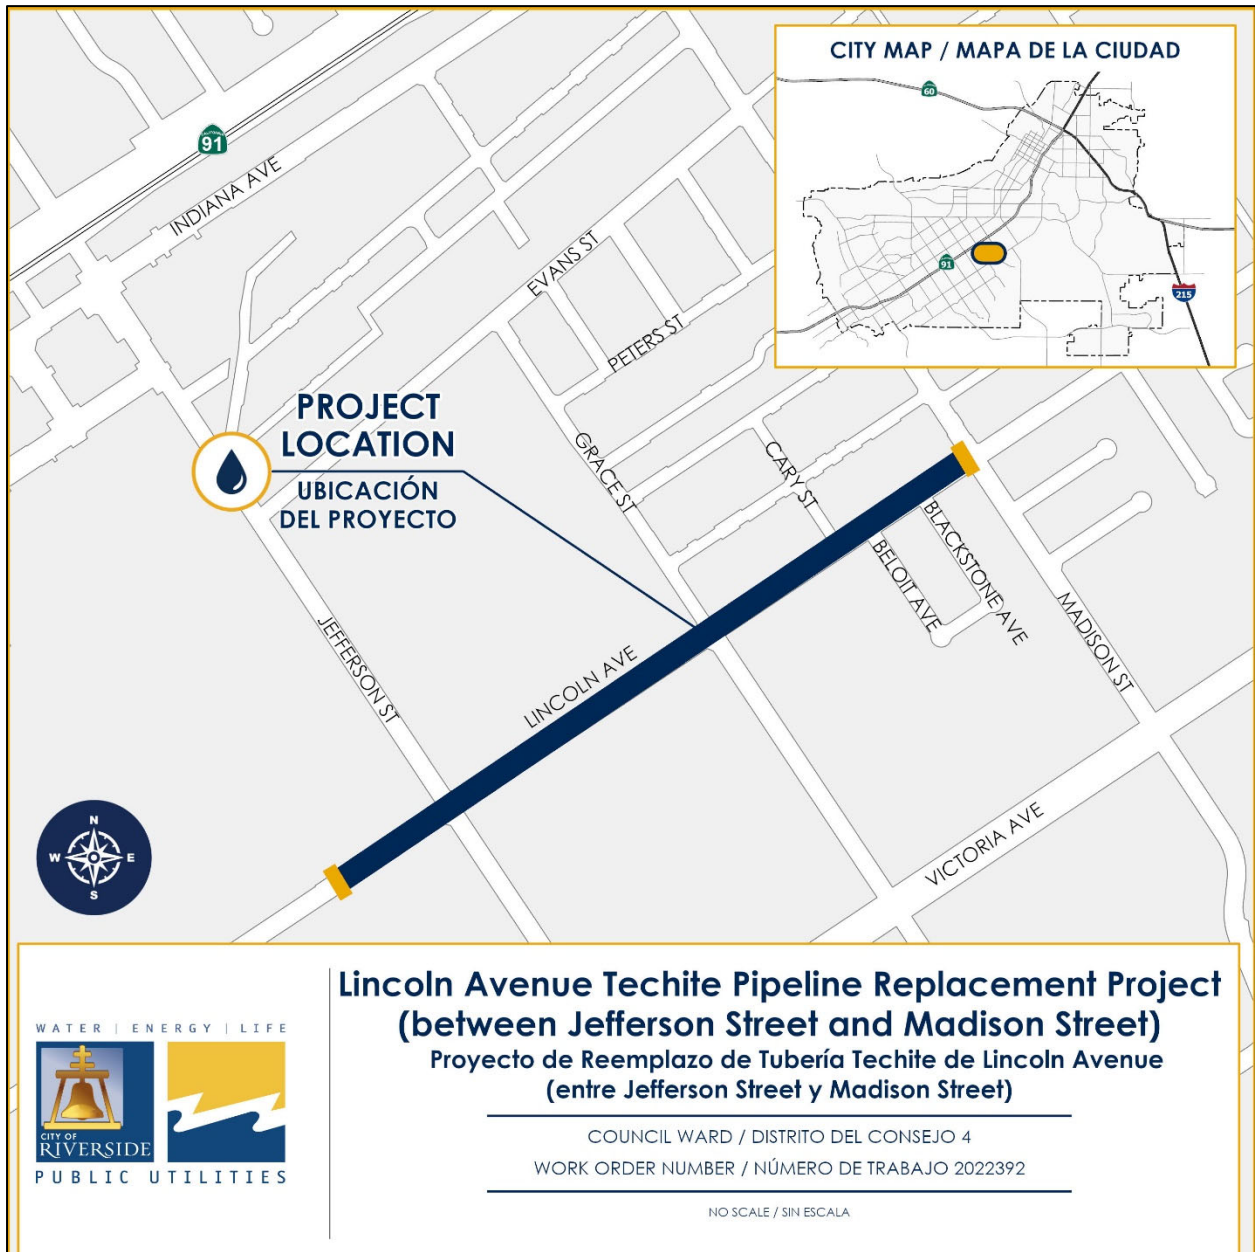 CITY MAP / MAPA DE LA CIUDAD
60
91
215
CALIFORNIA
91
INDIANA AVE
EVANS ST
PETERS ST
PROJECT
LOCATION
UBICACIÓN
DEL PROYECTO
GRACE ST
CARY ST
BLACKSTONE AVE
BELOIT AVE
MADISON ST
JEFFERSON ST
LINCOLN AVE
VICTORIA AVE
N
W E
S
WATER | ENERGY | LIFE
CITY OF
RIVERSIDE
PUBLIC UTILITIES
Lincoln Avenue Techite Pipeline Replacement Project
(between Jefferson Street and Madison Street)
Proyecto de Reemplazo de Tubería Techite de Lincoln Avenue
(entre Jefferson Street y Madison Street)
COUNCIL WARD / DISTRITO DEL CONSEJO 4
WORK ORDER NUMBER / NÚMERO DE TRABAJO 2022392
NO SCALE / SIN ESCALA